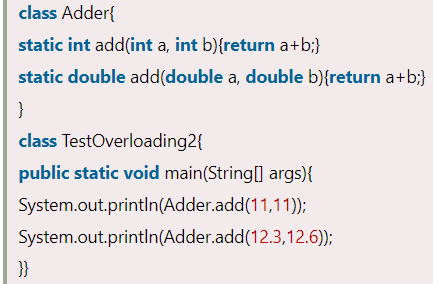 class Adder{
static int add(int a, int b){return a+b;}
static double add(double a, double b){return a+b;}
}
class TestOverloading2{
public static void main(String[] args){
System.out.println(Adder.add(11,11));
System.out.println(Adder.add(12.3,12.6));
}}